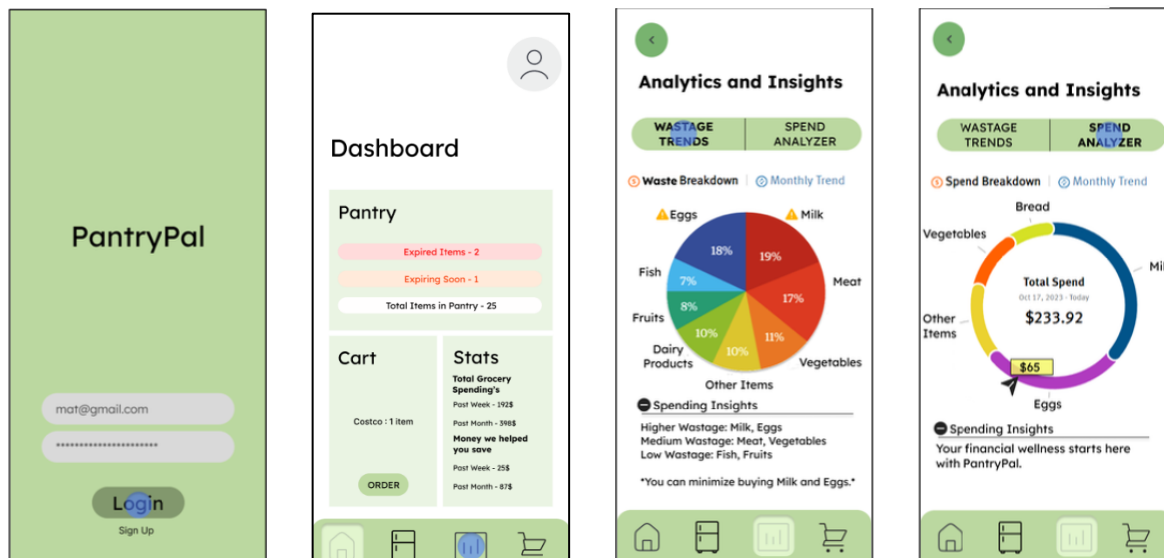 PantryPal
mat@gmail.com
***********************
Login
Sign Up
Dashboard
Pantry
Expired Items - 2
Expiring Soon - 1
Total Items in Pantry - 25
Cart
Costco : 1 item
ORDER
Stats
Total Grocery
Spending's
Past Week - 192$
Past Month - 398$
Money we helped
you save
Past Week - 25$
Past Month - 87$
Analytics and Insights
WASTAGE
TRENDS
SPEND
ANALYZER
Waste Breakdown
Monthly Trend
Eggs
Milk
18%
19%
Fish
7%
17%
Meat
Fruits
8%
10%
10%
11%
Dairy
Products
Vegetables
Other Items
Spending Insights
Higher Wastage: Milk, Eggs
Medium Wastage: Meat, Vegetables
Low Wastage: Fish, Fruits
*You can minimize buying Milk and Eggs.*
Analytics and Insights
WASTAGE
TRENDS
SPEND
ANALYZER
Spend Breakdown
Monthly Trend
Bread
Vegetables
Total Spend
Oct 17, 2023 - Today
$233.92
Other
Items
$65
Eggs
Spending Insights
Your financial wellness starts here
with PantryPal.